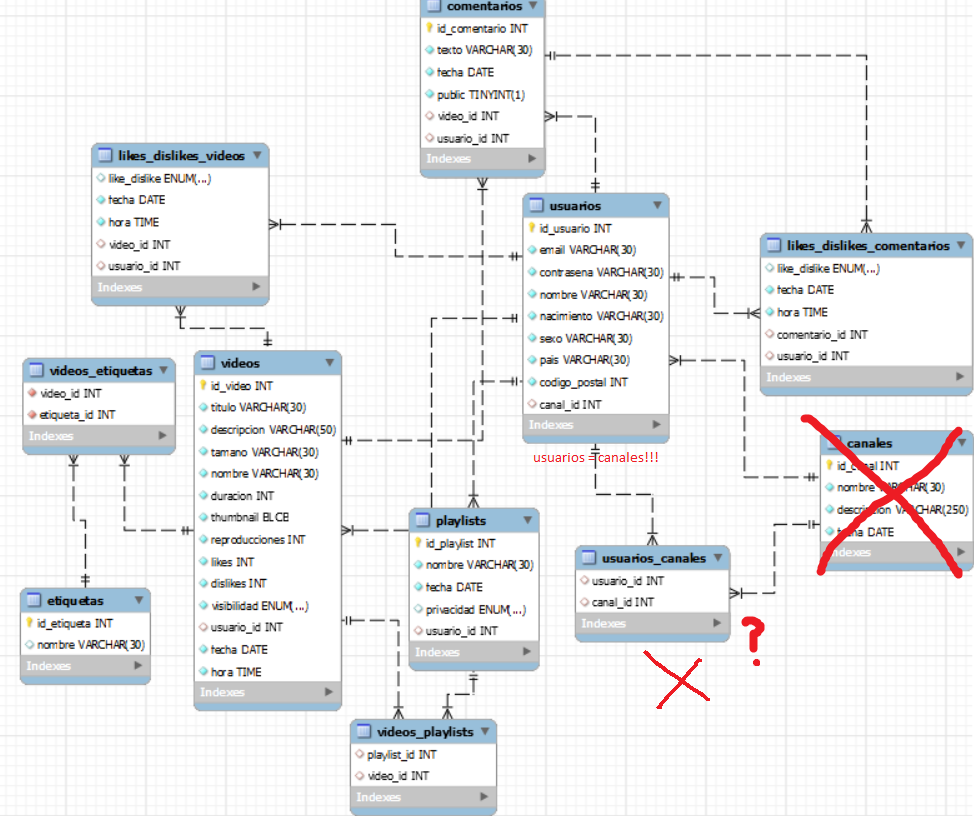 comentarios
id_comentario INT
texto VARCHAR(30)
fecha DATE
public TINYINT(1)
video_id INT
usuario_id INT
Indexes
likes_dislikes_videos
like_dislike ENUM(...)
fecha DATE
hora TIME
video_id INT
usuario_id INT
Indexes
usuarios
id_usuario INT
email VARCHAR(30)
contrasena VARCHAR(30)
nombre VARCHAR(30)
nacimiento VARCHAR(30)
sexo VARCHAR(30)
pais VARCHAR(30)
codigo_postal INT
canal_id INT
Indexes
usuarios =canales!!!
likes_dislikes_comentarios
like_dislike ENUM(...)
fecha DATE
hora TIME
comentario_id INT
usuario_id INT
Indexes
videos_etiquetas
video_id INT
etiqueta_id INT
Indexes
videos
id_video INT
titulo VARCHAR(30)
descripcion VARCHAR(50)
tamano VARCHAR(30)
nombre VARCHAR(30)
duracion INT
thumbnail BLOB
reproducciones INT
likes INT
dislikes INT
visibilidad ENUM(...)
usuario_id INT
fecha DATE
hora TIME
Indexes
canales
id_canal INT
nombre VARCHAR(30)
descripcion VARCHAR(250)
fecha DATE
Indexes
playlists
id_playlist INT
nombre VARCHAR(30)
fecha DATE
privacidad ENUM(...)
usuario_id INT
Indexes
usuarios_canales
usuario_id INT
canal_id INT
Indexes
?
etiquetas
id_etiqueta INT
nombre VARCHAR(30)
Indexes
videos_playlists
playlist_id INT
video_id INT
Indexes